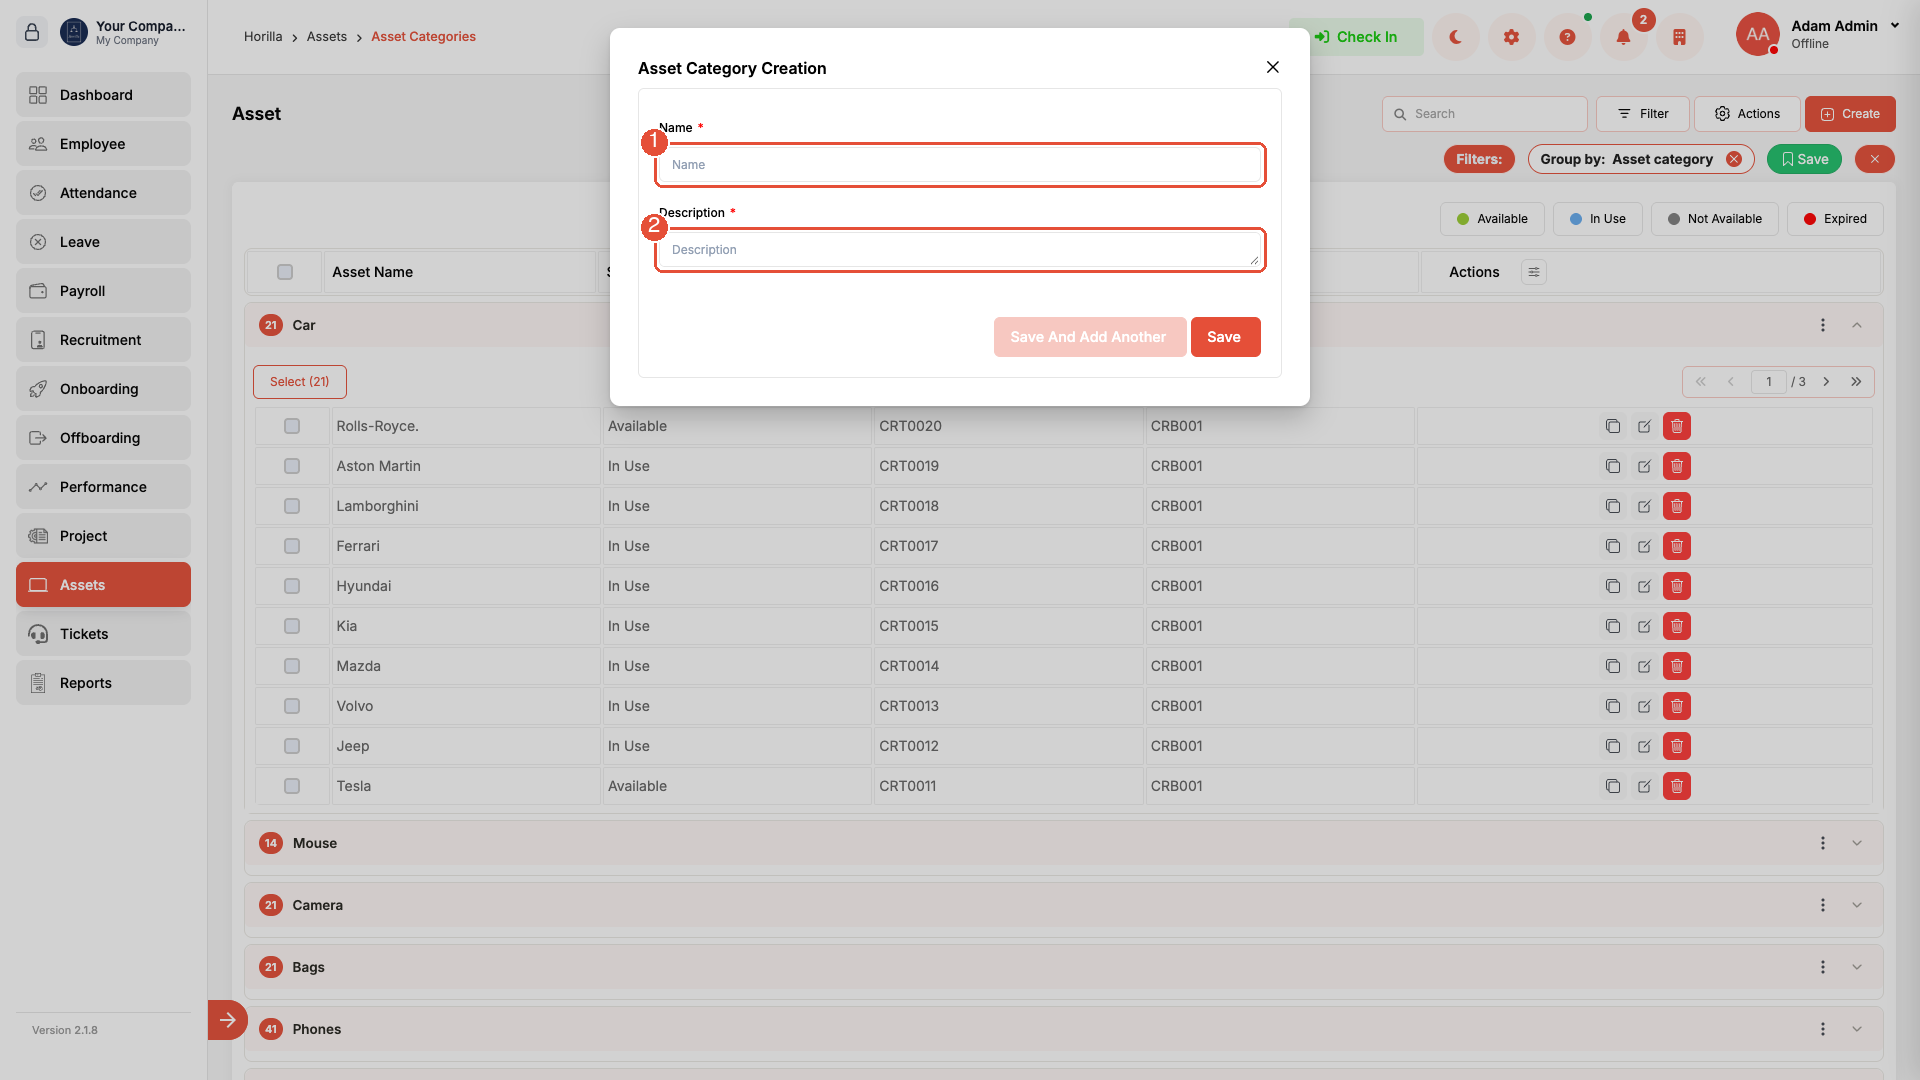 Your Compa...
My Company
Horilla
Assets
Asset Categories
Check In
2
AA
Adam Admin
Offline
Dashboard
Employee
Attendance
Leave
Payroll
Recruitment
Onboarding
Offboarding
Performance
Project
Assets
Tickets
Reports
Version 2.1.8
Asset
Search
Filter
Actions
Create
Filters:
Group by: Asset category
Save
Available
In Use
Not Available
Expired
Asset Category Creation
Name *
1
Name
Description *
2
Description
Save And Add Another
Save
Asset Name
Actions
21 Car
Select (21)
1 / 3
Rolls-Royce. Available CRT0020 CRB001
Aston Martin In Use CRT0019 CRB001
Lamborghini In Use CRT0018 CRB001
Ferrari In Use CRT0017 CRB001
Hyundai In Use CRT0016 CRB001
Kia In Use CRT0015 CRB001
Mazda In Use CRT0014 CRB001
Volvo In Use CRT0013 CRB001
Jeep In Use CRT0012 CRB001
Tesla Available CRT0011 CRB001
14 Mouse
21 Camera
21 Bags
41 Phones